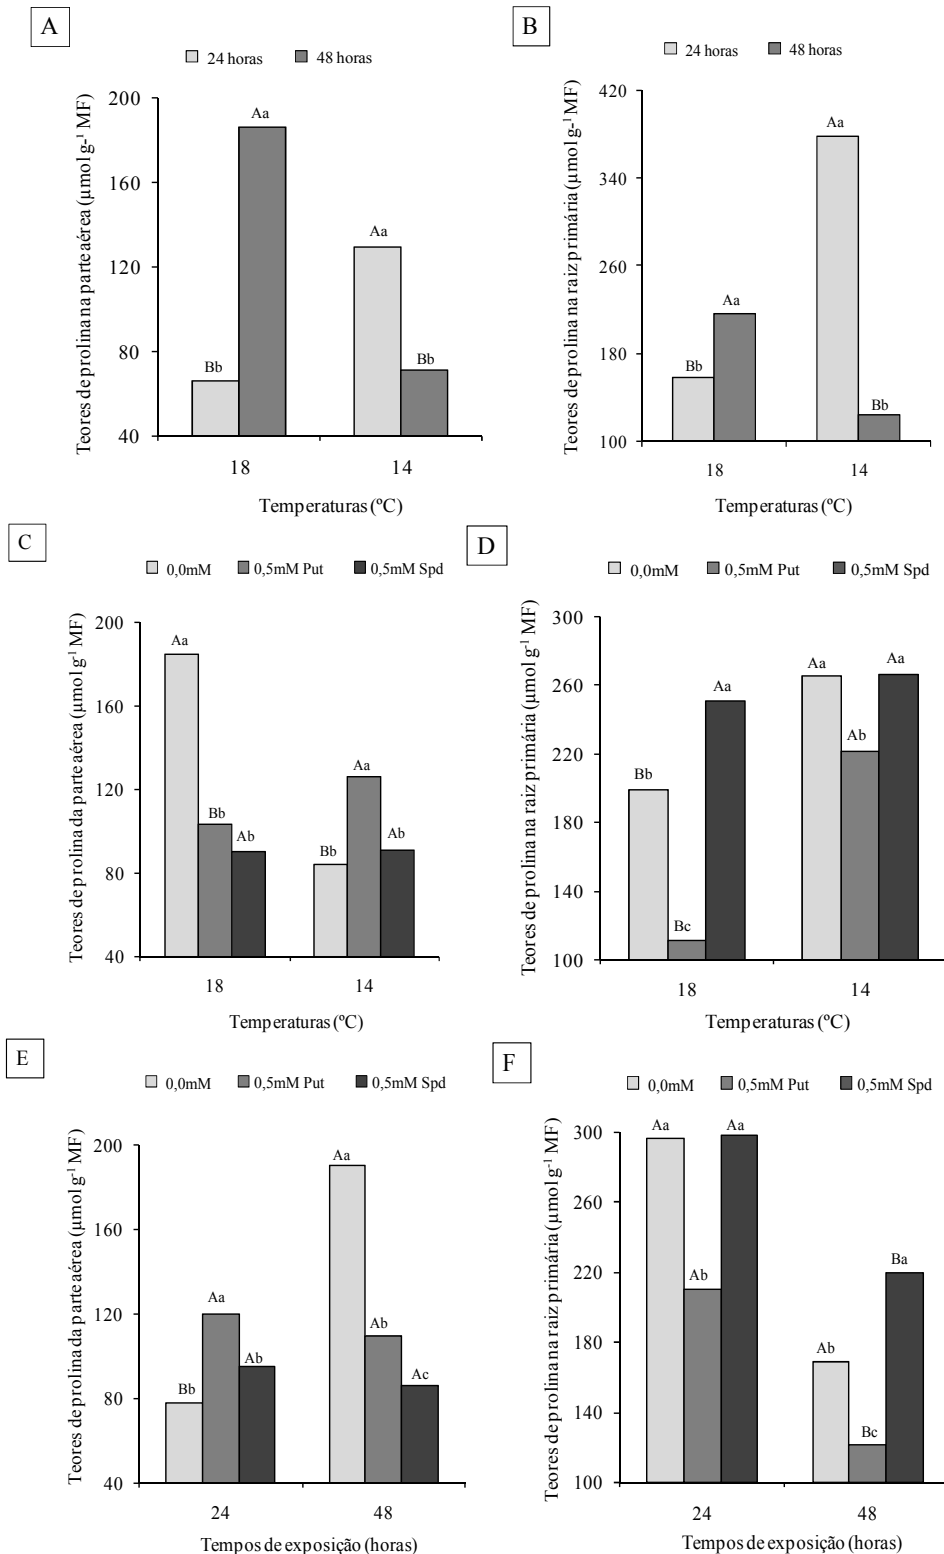 A
24 horas 48 horas
Teores de prolina na parte aérea (µmol g-¹ MF)
200
160
120
80
40
Bb
Aa
Aa
Bb
18 14
Temperaturas (ºC)
B
24 horas 48 horas
Teores de prolina na raiz primária (µmol g⁻¹ MF)
420
340
260
180
100
Bb
Aa
Aa
Bb
18 14
Temperaturas (ºC)
C
0,0mM 0,5mM Put 0,5mM Spd
Teores de prolina da parte aérea (µmol g⁻¹ MF)
200
160
120
80
40
Aa
Bb
Ab
Bb
Aa
Ab
18 14
Temperaturas (ºC)
D
0,0mM 0,5mM Put 0,5mM Spd
Teores de prolina na raiz primária (µmol g⁻¹ MF)
300
260
220
180
140
100
Bb
Bc
Aa
Aa
Ab
Aa
18 14
Temperaturas (ºC)
E
0,0mM 0,5mM Put 0,5mM Spd
Teores de prolina da parte aérea (µmol g⁻¹ MF)
200
160
120
80
40
Bb
Aa
Ab
Aa
Ab
Ac
24 48
Tempos de exposição (horas)
F
0,0mM 0,5mM Put 0,5mM Spd
Teores de prolina na raiz primária (µmol g⁻¹ MF)
300
260
220
180
140
100
Aa
Ab
Aa
Ab
Bc
Ba
24 48
Tempos de exposição (horas)